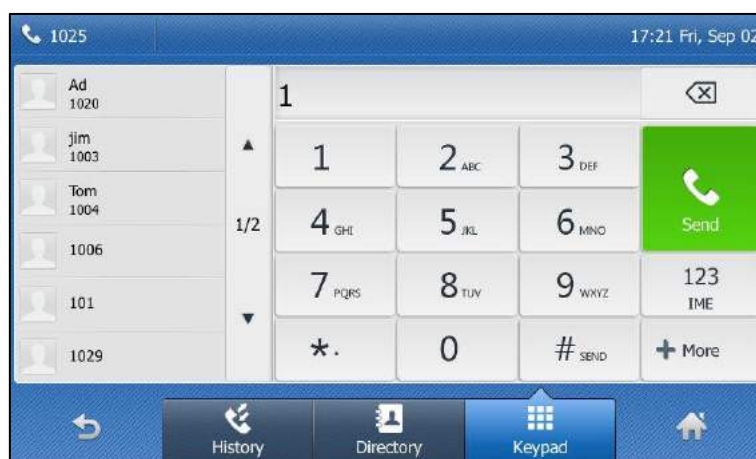 1025
17:21 Fri, Sep 02
Ad
1020
jim
1003
Tom
1004
1006
101
1029
1/2
1
1 2 ABC 3 DEF
4 GHI 5 JKL 6 MNO
Send
7 PQRS 8 TUV 9 WXYZ
123
IME
*. 0 # SEND
+ More
History Directory Keypad